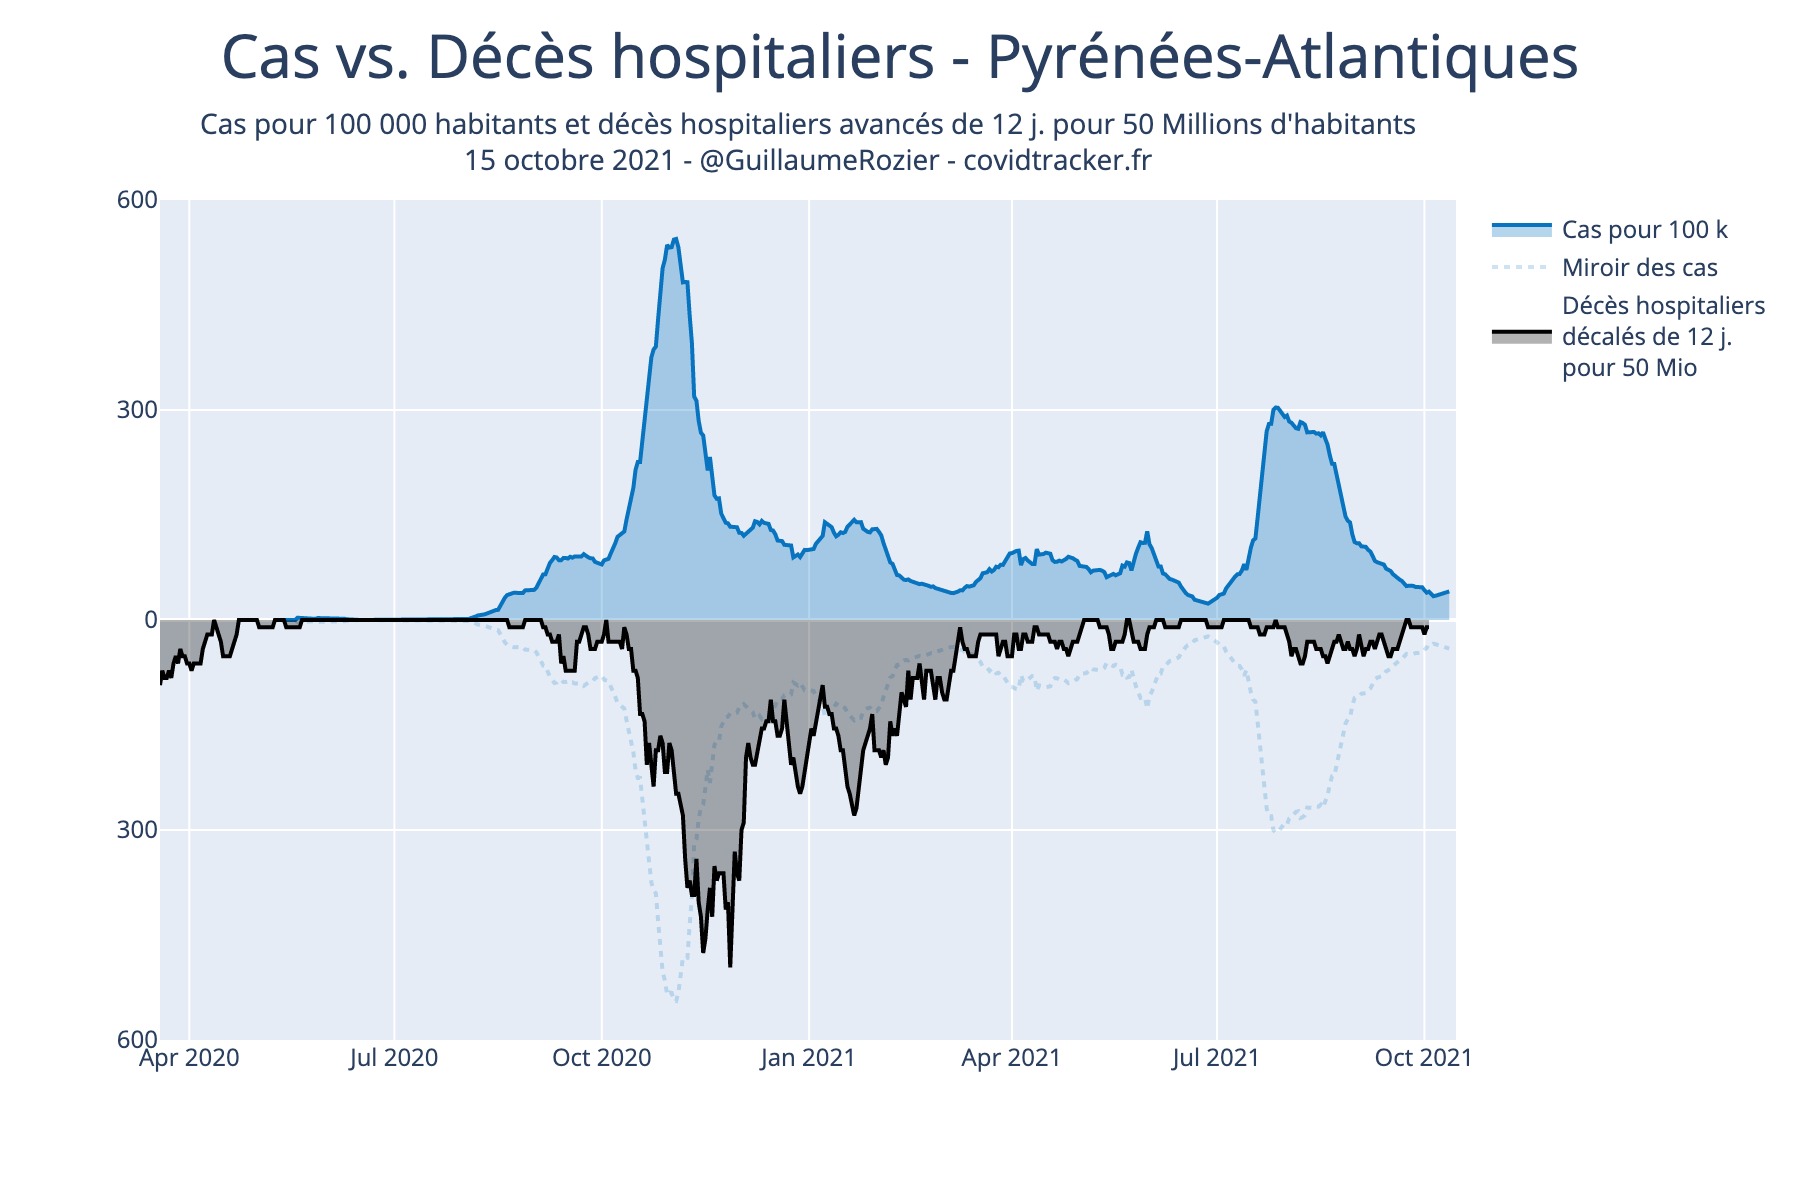 Cas vs. Décès hospitaliers - Pyrénées-Atlantiques
Cas pour 100 000 habitants et décès hospitaliers avancés de 12 j. pour 50 Millions d'habitants
15 octobre 2021 - @GuillaumeRozier - covidtracker.fr
600
300
0
300
600
Apr 2020
Jul 2020
Oct 2020
Jan 2021
Apr 2021
Jul 2021
Oct 2021
Cas pour 100 k
Miroir des cas
Décès hospitaliers
décalés de 12 j.
pour 50 Mio